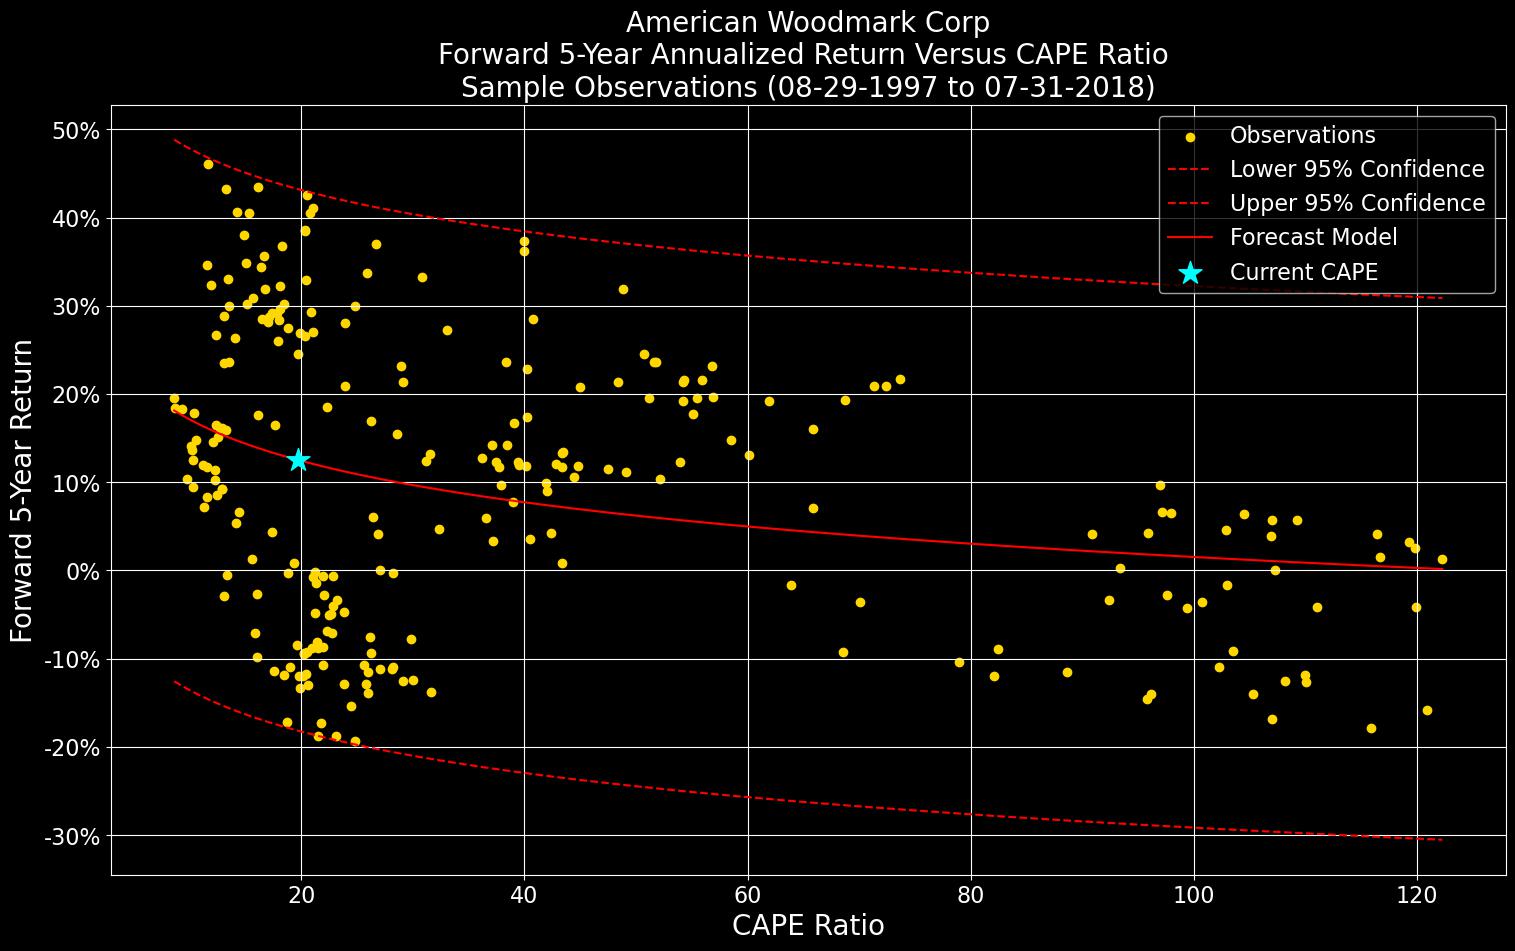 American Woodmark Corp
Forward 5-Year Annualized Return Versus CAPE Ratio
Sample Observations (08-29-1997 to 07-31-2018)
Forward 5-Year Return
50%
40%
30%
20%
10%
0%
-10%
-20%
-30%
Observations
Lower 95% Confidence
Upper 95% Confidence
Forecast Model
Current CAPE
20
40
60
80
100
120
CAPE Ratio